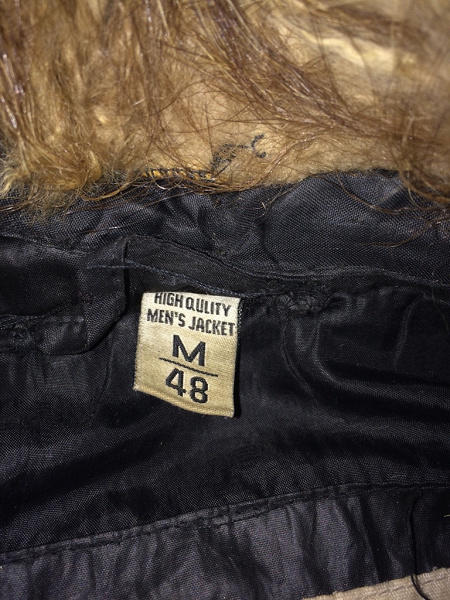 HIGH QULITY
MEN'S JACKET
M
48